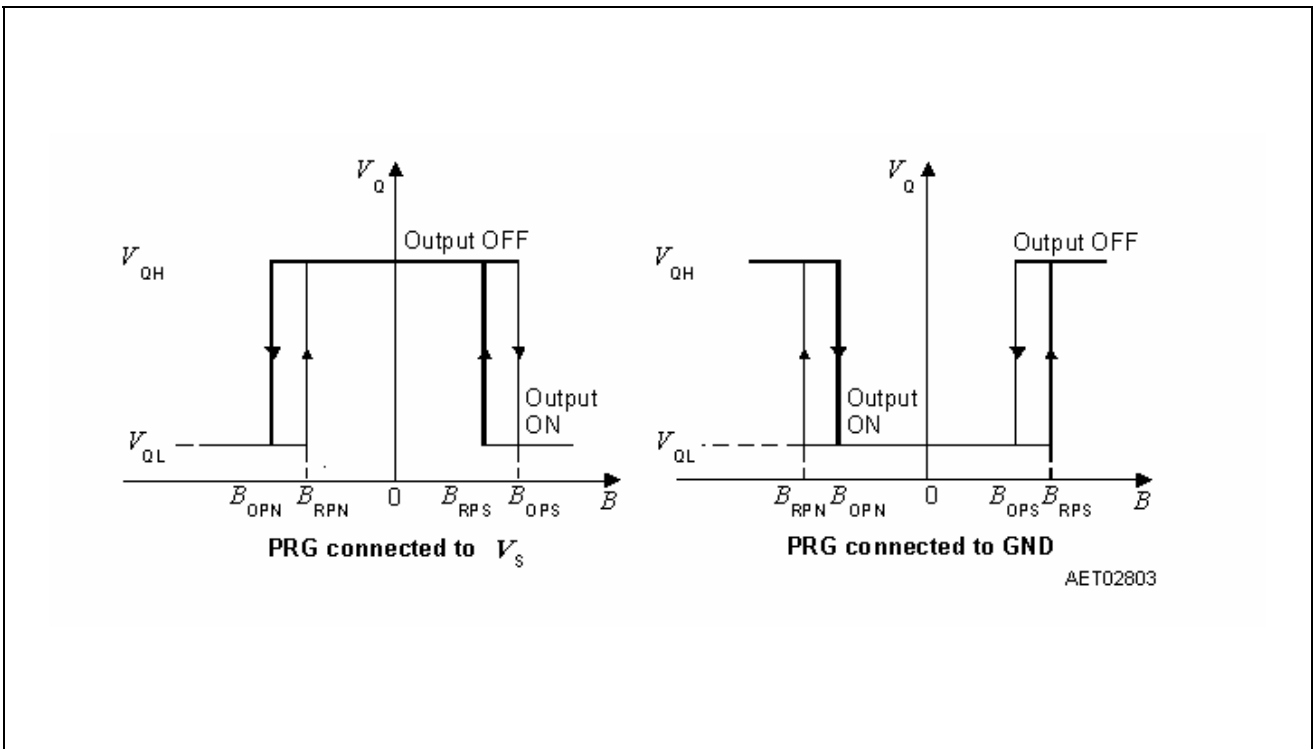 V_Q
V_Q
Output OFF
Output OFF
V_QH
V_QH
Output
ON
Output
ON
V_QL
V_QL
B_OPN B_RPN 0 B_RPS B_OPS B
B_RPN B_OPN 0 B_OPS B_RPS B
PRG connected to V_S
PRG connected to GND
AET02803